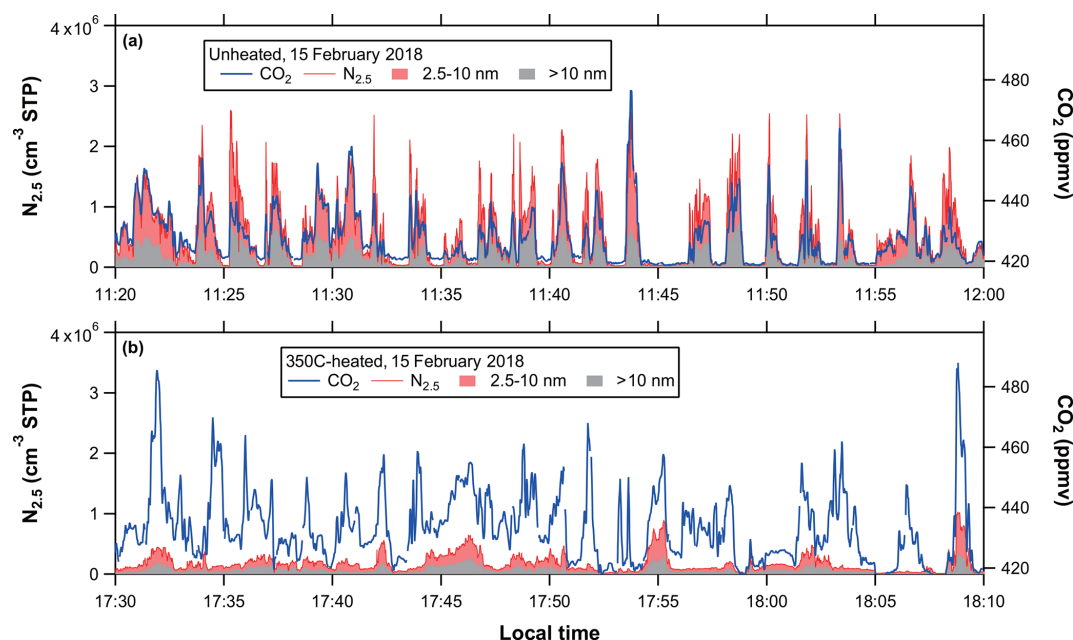 (a)
Unheated, 15 February 2018
CO₂ N₂.₅ 2.5-10 nm >10 nm
4 x 10⁶
3
2
1
0
N₂.₅ (cm⁻³ STP)
480
460
440
420
CO₂ (ppmv)
11:20 11:25 11:30 11:35 11:40 11:45 11:50 11:55 12:00
(b)
350C-heated, 15 February 2018
CO₂ N₂.₅ 2.5-10 nm >10 nm
4 x 10⁶
3
2
1
0
N₂.₅ (cm⁻³ STP)
480
460
440
420
CO₂ (ppmv)
17:30 17:35 17:40 17:45 17:50 17:55 18:00 18:05 18:10
Local time